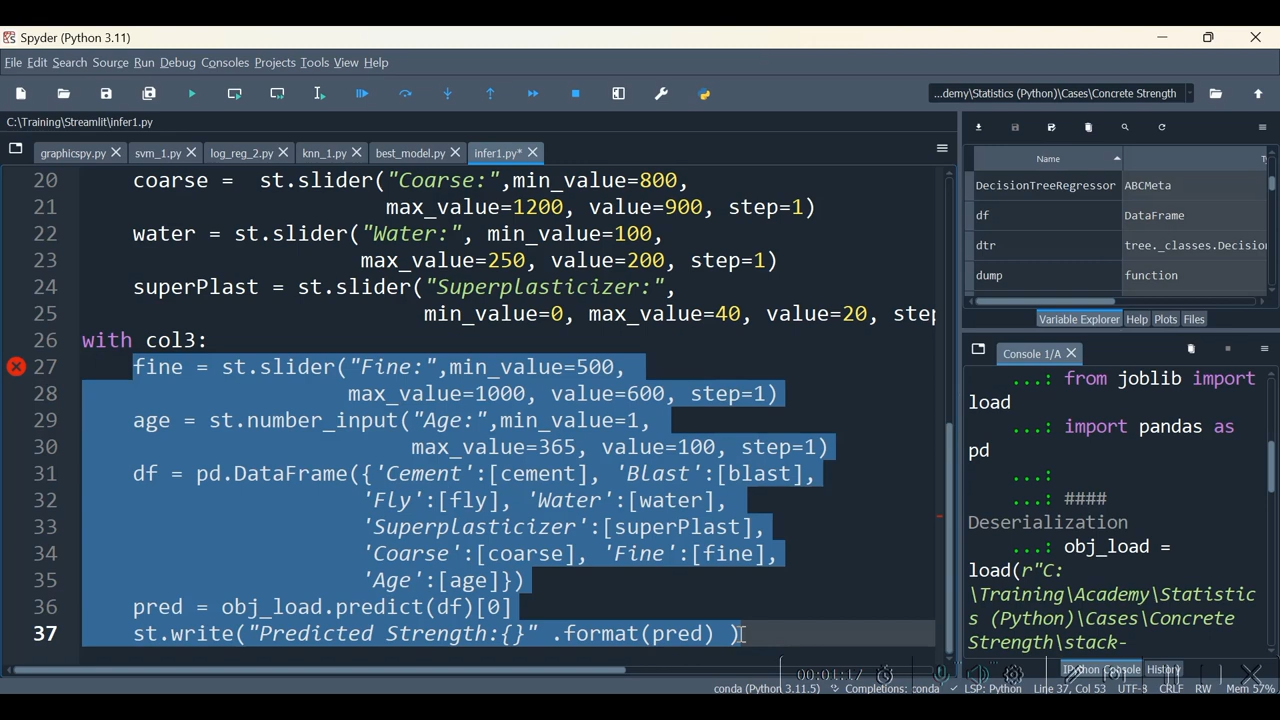 Spyder (Python 3.11)
File Edit Search Source Run Debug Consoles Projects Tools View Help
...demy\Statistics (Python)\Cases\Concrete Strength
C:\Training\Streamlit\infer1.py
graphicspy.py svm_1.py log_reg_2.py knn_1.py best_model.py infer1.py*
20 coarse = st.slider("Coarse:",min_value=800,
21 max_value=1200, value=900, step=1)
22 water = st.slider("Water:", min_value=100,
23 max_value=250, value=200, step=1)
24 superPlast = st.slider("Superplasticizer:",
25 min_value=0, max_value=40, value=20, step
26 with col3:
27 fine = st.slider("Fine:",min_value=500,
28 max_value=1000, value=600, step=1)
29 age = st.number_input("Age:",min_value=1,
30 max_value=365, value=100, step=1)
31 df = pd.DataFrame({'Cement':[cement], 'Blast':[blast],
32 'Fly':[fly], 'Water':[water],
33 'Superplasticizer':[superPlast],
34 'Coarse':[coarse], 'Fine':[fine],
35 'Age':[age]})
36 pred = obj_load.predict(df)[0]
37 st.write("Predicted Strength:{}" .format(pred) )
Name Ty
DecisionTreeRegressor ABCMeta
df DataFrame
dtr tree._classes.Decision
dump function
Variable Explorer Help Plots Files
Console 1/A
...: from joblib import
load
...: import pandas as
pd
...:
...: ####
Deserialization
...: obj_load =
load(r"C:
\Training\Academy\Statistic
s (Python)\Cases\Concrete
Strength\stack-
IPython Console History
00:01:17
conda (Python 3.11.5) Completions: conda LSP: Python Line 37, Col 53 UTF-8 CRLF RW Mem 57%